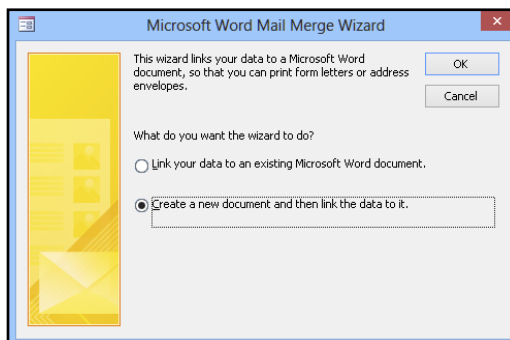 Microsoft Word Mail Merge Wizard
This wizard links your data to a Microsoft Word
document, so that you can print form letters or address
envelopes.
OK
Cancel
What do you want the wizard to do?
Link your data to an existing Microsoft Word document.
Create a new document and then link the data to it.